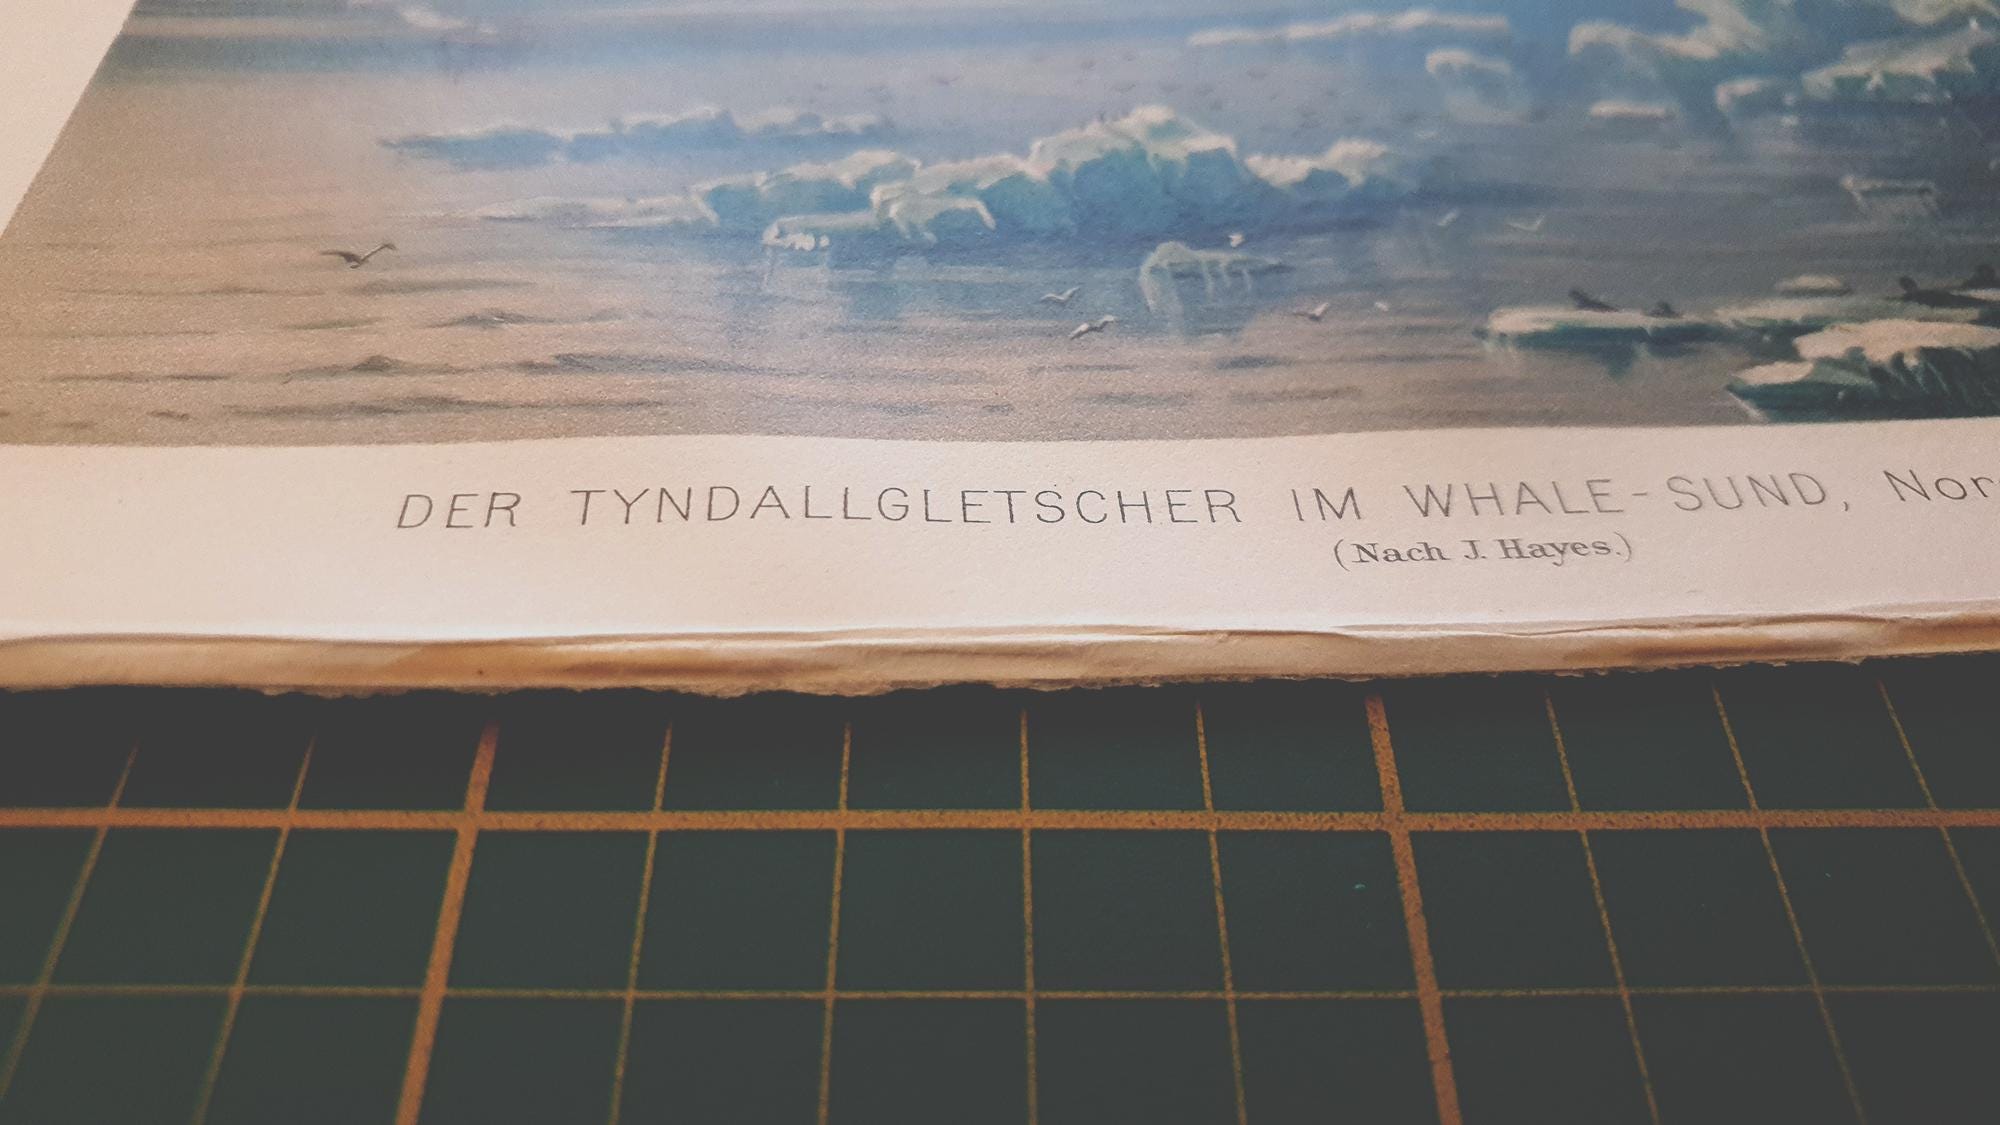 DER TYNDALLGLETSCHER IM WHALE-SUND,
(Nach J. Hayes.)